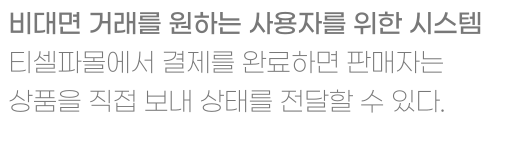 비대면 거래를 원하는 사용자를 위한 시스템
티셀파몰에서 결제를 완료하면 판매자는
상품을 직접 보내 상태를 전달할 수 있다.